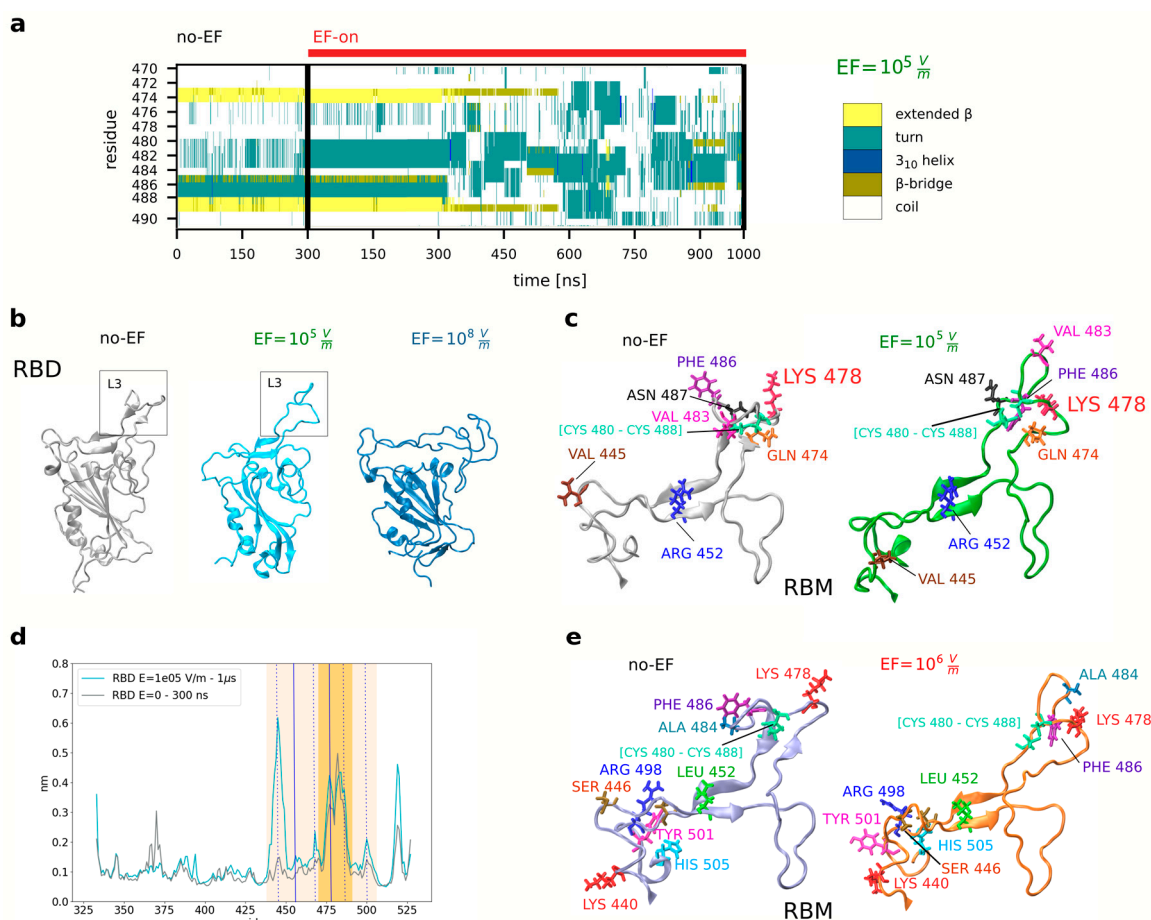 a
no-EF
EF-on
470
474
476
478
480
482
484
486
488
490
residue
0 150 300 150 300 450 600 750 900 1000
time [ns]
EF=10⁵ V/m
extended β
turn
3₁₀ helix
β-bridge
coil
b
no-EF
EF=10⁵ V/m
EF=10⁸ V/m
RBD
L3
L3
c
no-EF
EF=10⁵ V/m
PHE 486
LYS 478
ASN 487
VAL 483
[CYS 480 - CYS 488]
GLN 474
VAL 445
ARG 452
RBM
VAL 483
ASN 487
PHE 486
LYS 478
[CYS 480 - CYS 488]
GLN 474
ARG 452
VAL 445
d
RBD E=1e05 V/m - 1μs
RBD E=0 - 300 ns
0.8
0.7
0.6
0.5
0.4
0.3
0.2
0.1
0.0
nm
325 350 375 400 425 450 475 500 525
e
no-EF
EF=10⁶ V/m
LYS 478
PHE 486
ALA 484
[CYS 480 - CYS 488]
ARG 498
LEU 452
SER 446
TYR 501
HIS 505
LYS 440
RBM
ALA 484
[CYS 480 - CYS 488]
LYS 478
PHE 486
LEU 452
ARG 498
TYR 501
HIS 505
SER 446
LYS 440